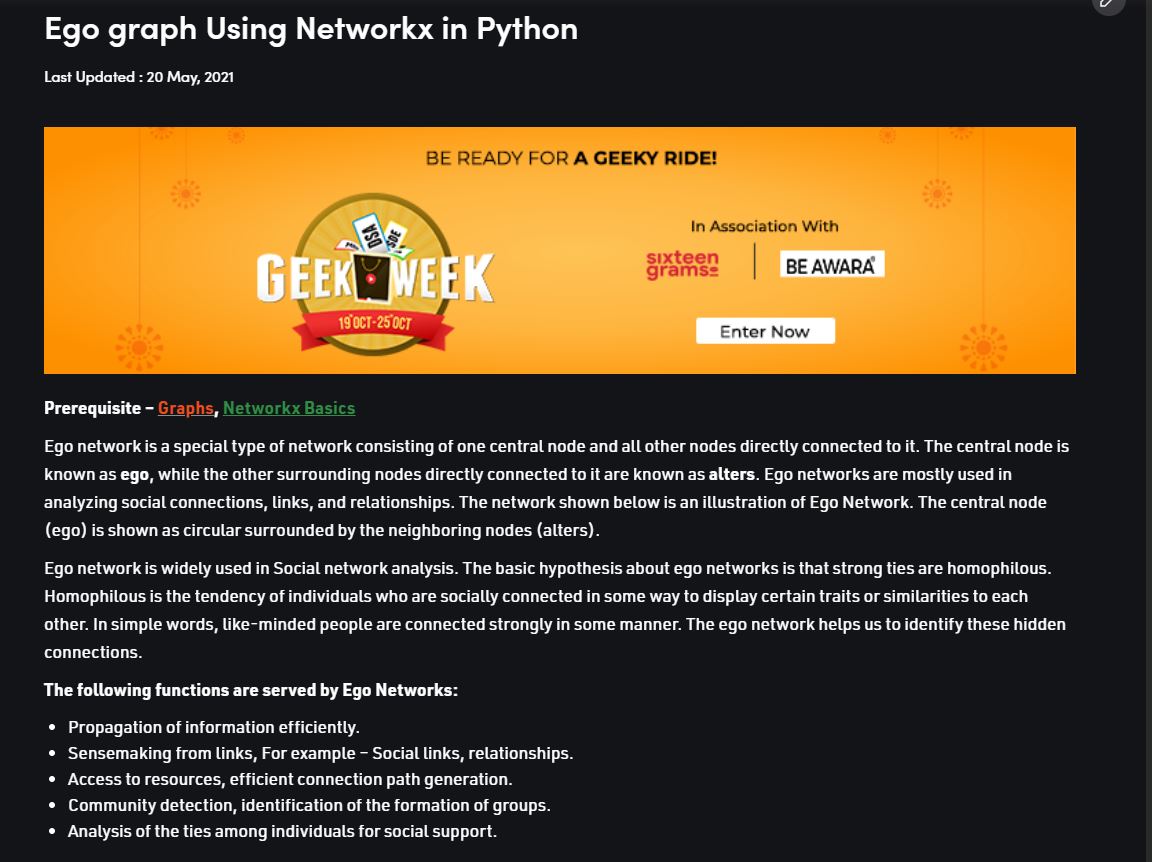 Ego graph Using Networkx in Python
Last Updated : 20 May, 2021
BE READY FOR A GEEKY RIDE!
DSA
SDE
GEEK WEEK
19 OCT-25 OCT
In Association With
sixteen
grams
BE AWARA
Enter Now
Prerequisite – Graphs, Networkx Basics
Ego network is a special type of network consisting of one central node and all other nodes directly connected to it. The central node is
known as ego, while the other surrounding nodes directly connected to it are known as alters. Ego networks are mostly used in
analyzing social connections, links, and relationships. The network shown below is an illustration of Ego Network. The central node
(ego) is shown as circular surrounded by the neighboring nodes (alters).
Ego network is widely used in Social network analysis. The basic hypothesis about ego networks is that strong ties are homophilous.
Homophilous is the tendency of individuals who are socially connected in some way to display certain traits or similarities to each
other. In simple words, like-minded people are connected strongly in some manner. The ego network helps us to identify these hidden
connections.
The following functions are served by Ego Networks:
• Propagation of information efficiently.
• Sensemaking from links, For example – Social links, relationships.
• Access to resources, efficient connection path generation.
• Community detection, identification of the formation of groups.
• Analysis of the ties among individuals for social support.